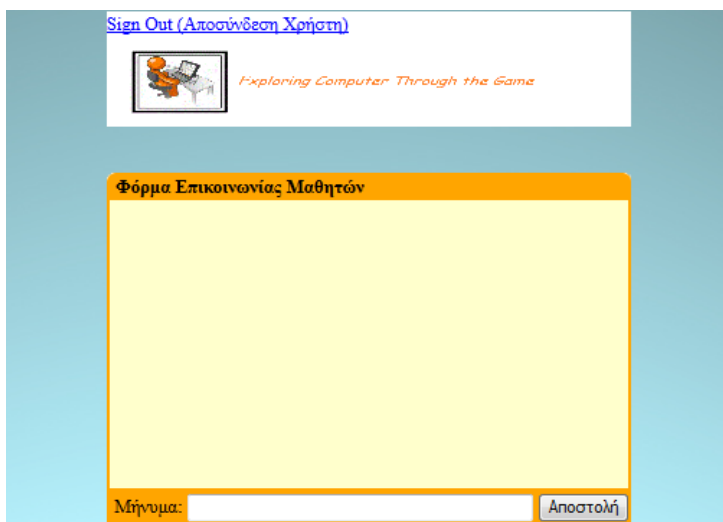 Sign Out (Αποσύνδεση Χρήστη)
Exploring Computer Through the Game
Φόρμα Επικοινωνίας Μαθητών
Μήνυμα:
Αποστολή